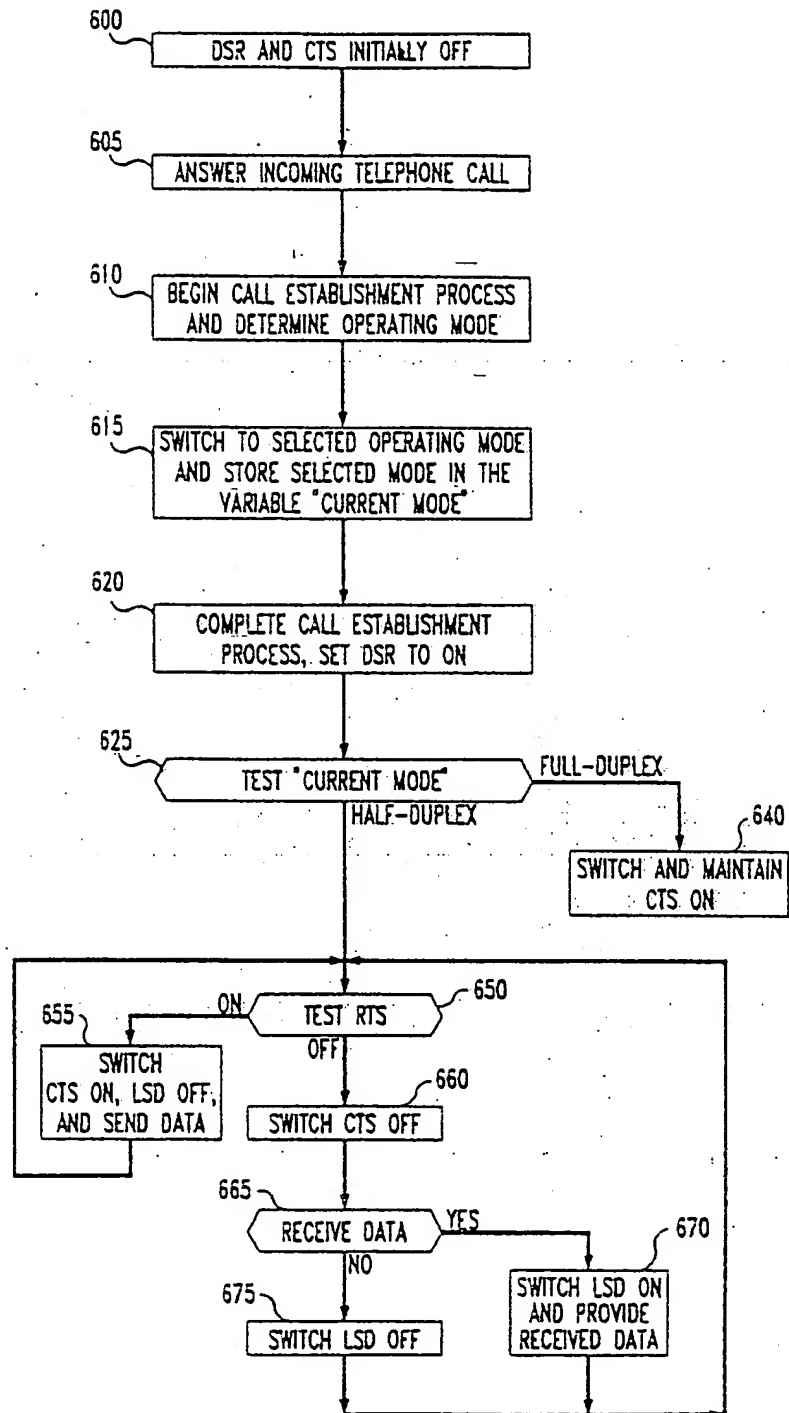 600
DSR AND CTS INITIALLY OFF
605
ANSWER INCOMING TELEPHONE CALL
610
BEGIN CALL ESTABLISHMENT PROCESS
AND DETERMINE OPERATING MODE
615
SWITCH TO SELECTED OPERATING MODE
AND STORE SELECTED MODE IN THE
VARIABLE "CURRENT MODE"
620
COMPLETE CALL ESTABLISHMENT
PROCESS, SET DSR TO ON
625
TEST "CURRENT MODE"
FULL-DUPLEX
HALF-DUPLEX
640
SWITCH AND MAINTAIN
CTS ON
650
TEST RTS
ON
OFF
655
SWITCH
CTS ON, LSD OFF,
AND SEND DATA
660
SWITCH CTS OFF
665
RECEIVE DATA
YES
NO
670
SWITCH LSD ON
AND PROVIDE
RECEIVED DATA
675
SWITCH LSD OFF